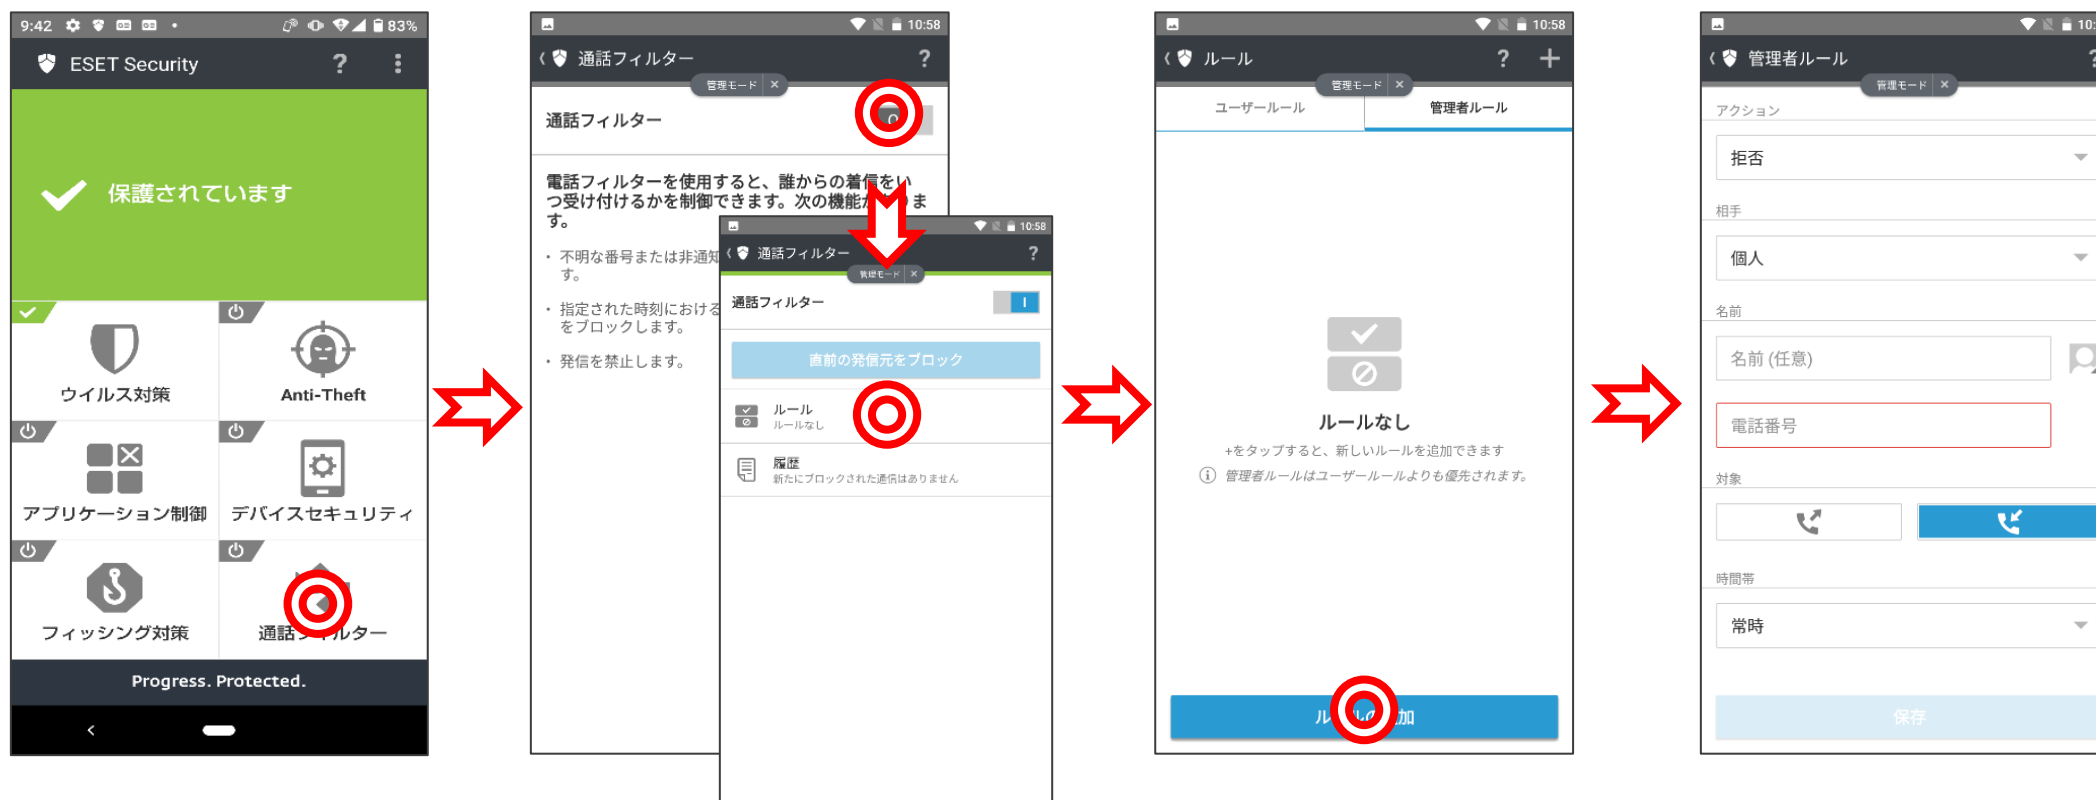 9:42
83%
ESET Security
?
保護されています
ウイルス対策
Anti-Theft
アプリケーション制御
デバイスセキュリティ
フィッシング対策
通話フィルター
Progress. Protected.
10:58
通話フィルター
?
管理モード
通話フィルター
電話フィルターを使用すると、誰からの着信をい
つ受け付けるかを制御できます。次の機能がありま
す。
・ 不明な番号または非通知
す。
・ 指定された時刻における
をブロックします。
・ 発信を禁止します。
10:58
通話フィルター
?
管理モード
通話フィルター
直前の発信元をブロック
ルール
ルールなし
履歴
新たにブロックされた通信はありません
10:58
ルール
? +
管理モード
ユーザールール
管理者ルール
ルールなし
+をタップすると、新しいルールを追加できます
管理者ルールはユーザールールよりも優先されます。
ルールの追加
10:
管理者ルール
?
管理モード
アクション
拒否
相手
個人
名前
名前 (任意)
電話番号
対象
時間帯
常時
保存